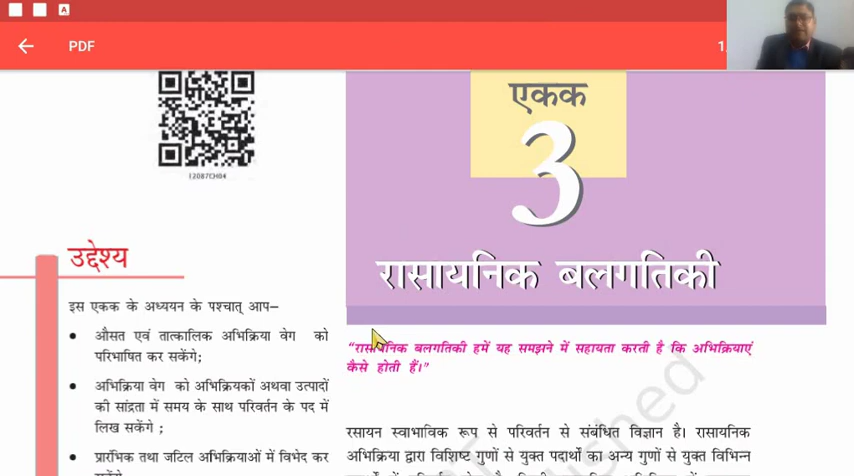 PDF
12087CH04
एकक
3
रासायनिक बलगतिकी
उद्देश्य
इस एकक के अध्ययन के पश्चात् आप–
• औसत एवं तात्कालिक अभिक्रिया वेग को
परिभाषित कर सकेंगे;
• अभिक्रिया वेग को अभिक्रियकों अथवा उत्पादों
की सांद्रता में समय के साथ परिवर्तन के पद में
लिख सकेंगे ;
• प्रारंभिक तथा जटिल अभिक्रियाओं में विभेद कर
“रासायनिक बलगतिकी हमें यह समझने में सहायता करती है कि अभिक्रियाएं
कैसे होती हैं।”
रसायन स्वाभाविक रूप से परिवर्तन से संबंधित विज्ञान है। रासायनिक
अभिक्रिया द्वारा विशिष्ट गुणों से युक्त पदार्थों का अन्य गुणों से युक्त विभिन्न